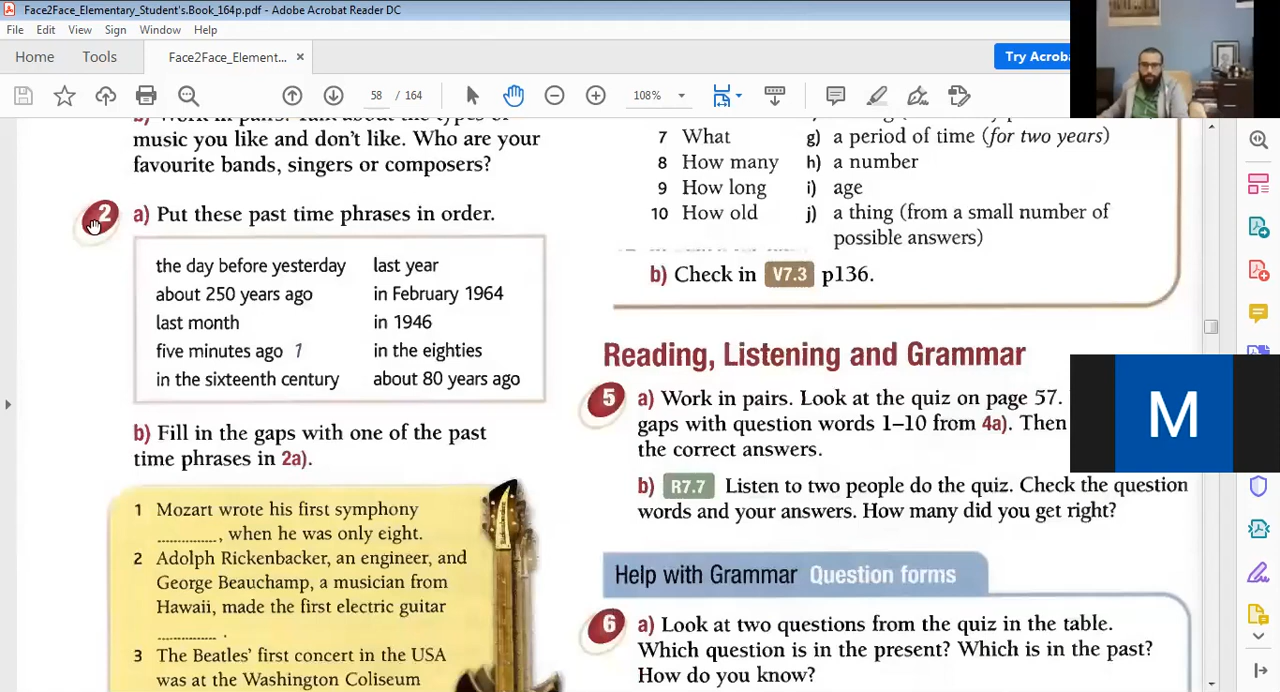 Face2Face_Elementary_Student's.Book_164p.pdf - Adobe Acrobat Reader DC
File Edit View Sign Window Help
Home Tools Face2Face_Element... × Try Acroba
58 / 164 108%
music you like and don't like. Who are your
favourite bands, singers or composers?
2 a) Put these past time phrases in order.
the day before yesterday last year
about 250 years ago in February 1964
last month in 1946
five minutes ago 1 in the eighties
in the sixteenth century about 80 years ago
b) Fill in the gaps with one of the past
time phrases in 2a).
1 Mozart wrote his first symphony
..............., when he was only eight.
2 Adolph Rickenbacker, an engineer, and
George Beauchamp, a musician from
Hawaii, made the first electric guitar
............... .
3 The Beatles' first concert in the USA
was at the Washington Coliseum
7 What g) a period of time (for two years)
8 How many h) a number
9 How long i) age
10 How old j) a thing (from a small number of
possible answers)
b) Check in V7.3 p136.
Reading, Listening and Grammar
5 a) Work in pairs. Look at the quiz on page 57.
gaps with question words 1–10 from 4a). Then
the correct answers.
b) R7.7 Listen to two people do the quiz. Check the question
words and your answers. How many did you get right?
Help with Grammar Question forms
6 a) Look at two questions from the quiz in the table.
Which question is in the present? Which is in the past?
How do you know?
M